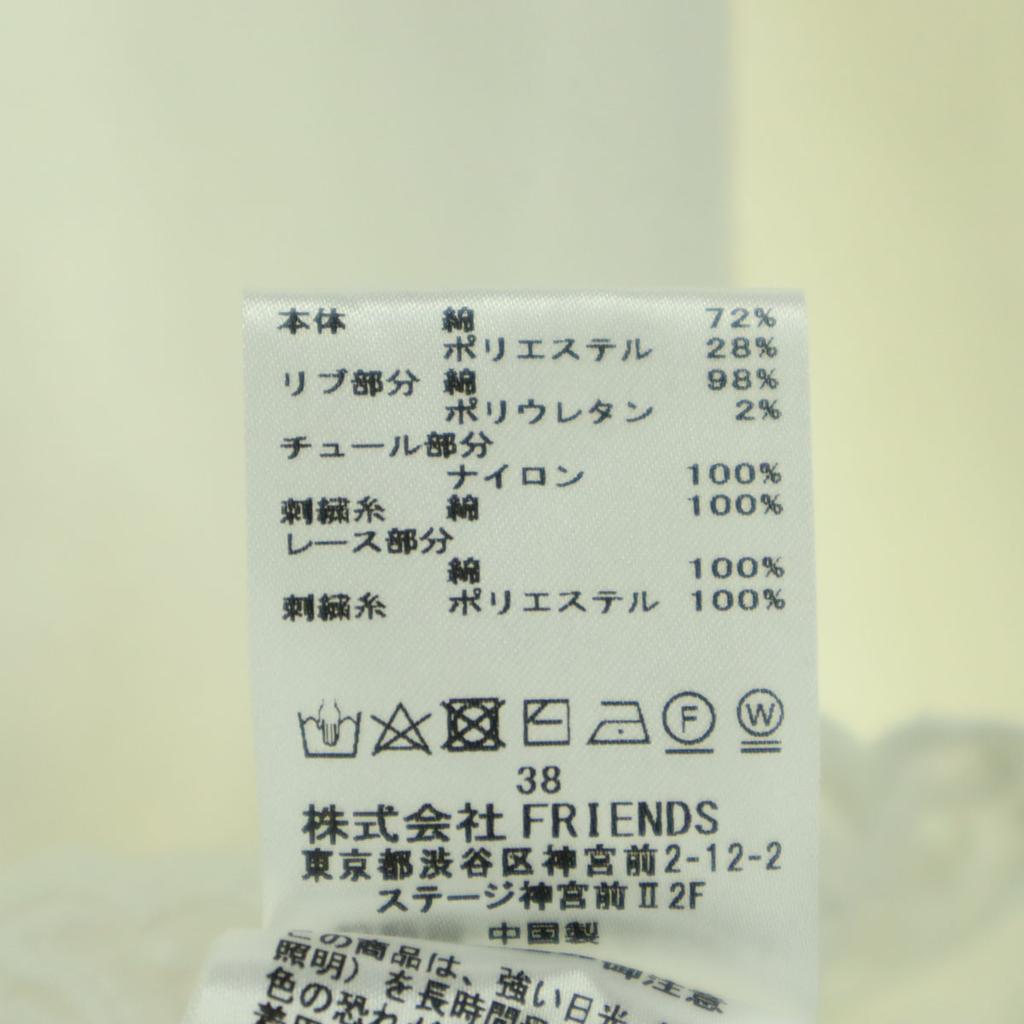 本体 綿 72%
ポリエステル 28%
リブ部分 綿 98%
ポリウレタン 2%
チュール部分
ナイロン 100%
刺繍糸 綿 100%
レース部分
綿 100%
刺繍糸 ポリエステル 100%
F W
38
株式会社 FRIENDS
東京都渋谷区神宮前2-12-2
ステージ神宮前Ⅱ2F
中国製
御注意
この商品は、強い日光
照明）を長時間
色の恐れ